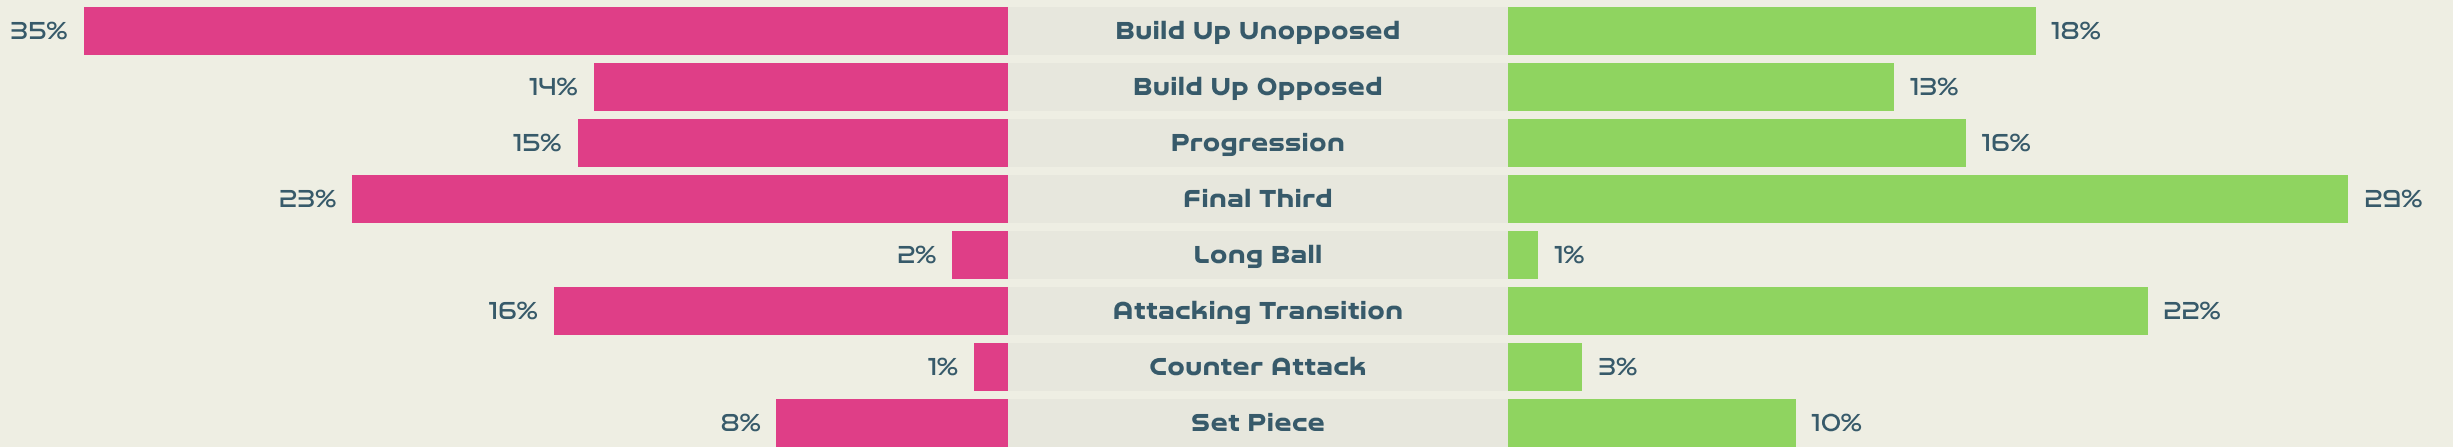 35% Build Up Unopposed 18%
14% Build Up Opposed 13%
15% Progression 16%
23% Final Third 29%
2% Long Ball 1%
16% Attacking Transition 22%
1% Counter Attack 3%
8% Set Piece 10%